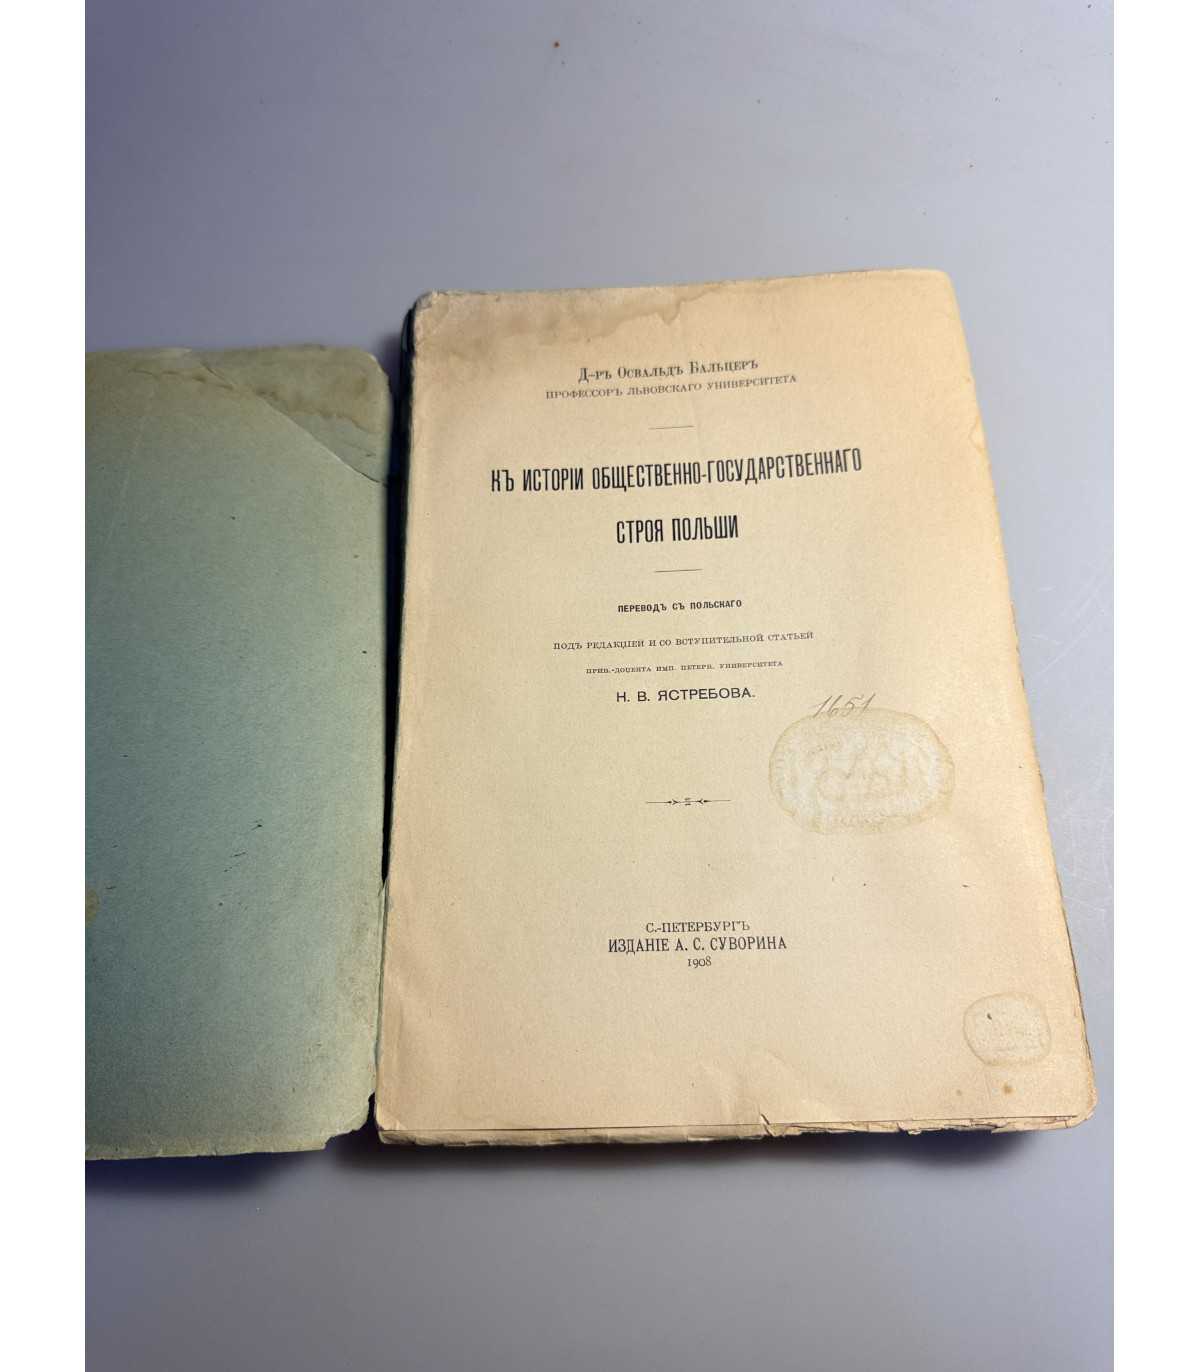 Д-ръ Освальдъ Бальцеръ
ПРОФЕССОРЪ ЛЬВОВСКАГО УНИВЕРСИТЕТА
КЪ ИСТОРІИ ОБЩЕСТВЕННО-ГОСУДАРСТВЕННАГО
СТРОЯ ПОЛЬШИ
ПЕРЕВОДЪ СЪ ПОЛЬСКАГО
ПОДЪ РЕДАКЦІЕЙ И СО ВСТУПИТЕЛЬНОЙ СТАТЬЕЙ
ПРИВ.-ДОЦЕНТА ИМП. ПЕТЕРБ. УНИВЕРСИТЕТА
Н. В. ЯСТРЕБОВА.
1651
С.-ПЕТЕРБУРГЪ
ИЗДАНІЕ А. С. СУВОРИНА
1908